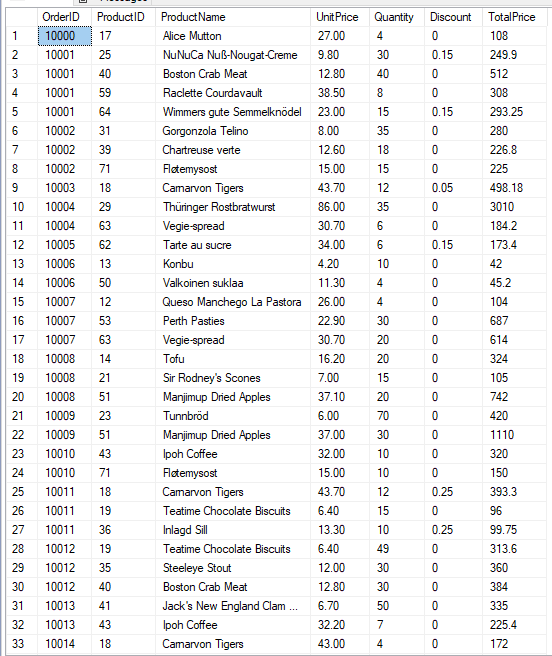 OrderID ProductID ProductName UnitPrice Quantity Discount TotalPrice
1 10000 17 Alice Mutton 27.00 4 0 108
2 10001 25 NuNuCa Nuß-Nougat-Creme 9.80 30 0.15 249.9
3 10001 40 Boston Crab Meat 12.80 40 0 512
4 10001 59 Raclette Courdavault 38.50 8 0 308
5 10001 64 Wimmers gute Semmelknödel 23.00 15 0.15 293.25
6 10002 31 Gorgonzola Telino 8.00 35 0 280
7 10002 39 Chartreuse verte 12.60 18 0 226.8
8 10002 71 Fløtemysost 15.00 15 0 225
9 10003 18 Carnarvon Tigers 43.70 12 0.05 498.18
10 10004 29 Thüringer Rostbratwurst 86.00 35 0 3010
11 10004 63 Vegie-spread 30.70 6 0 184.2
12 10005 62 Tarte au sucre 34.00 6 0.15 173.4
13 10006 13 Konbu 4.20 10 0 42
14 10006 50 Valkoinen suklaa 11.30 4 0 45.2
15 10007 12 Queso Manchego La Pastora 26.00 4 0 104
16 10007 53 Perth Pasties 22.90 30 0 687
17 10007 63 Vegie-spread 30.70 20 0 614
18 10008 14 Tofu 16.20 20 0 324
19 10008 21 Sir Rodney's Scones 7.00 15 0 105
20 10008 51 Manjimup Dried Apples 37.10 20 0 742
21 10009 23 Tunnbröd 6.00 70 0 420
22 10009 51 Manjimup Dried Apples 37.00 30 0 1110
23 10010 43 Ipoh Coffee 32.00 10 0 320
24 10010 71 Fløtemysost 15.00 10 0 150
25 10011 18 Carnarvon Tigers 43.70 12 0.25 393.3
26 10011 19 Teatime Chocolate Biscuits 6.40 15 0 96
27 10011 36 Inlagd Sill 13.30 10 0.25 99.75
28 10012 19 Teatime Chocolate Biscuits 6.40 49 0 313.6
29 10012 35 Steeleye Stout 12.00 30 0 360
30 10012 40 Boston Crab Meat 12.80 30 0 384
31 10013 41 Jack's New England Clam ... 6.70 50 0 335
32 10013 43 Ipoh Coffee 32.20 7 0 225.4
33 10014 18 Carnarvon Tigers 43.00 4 0 172